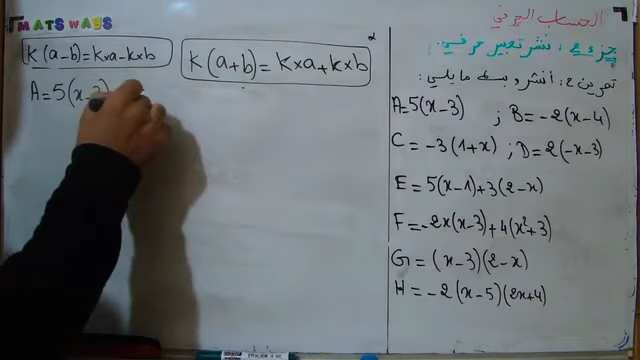 MATS WAYS
K(a-b)=K×a-K×b
K(a+b)=K×a+K×b
A=5(x-3)
الحساب الحرفي
جزء 2: نشر تعبير حرفي.
تمرين 2: أنشر و بسط ما يلي:
A=5(x-3) ; B=-2(x-4)
C=-3(1+x) ; D=2(-x-3)
E=5(x-1)+3(2-x)
F=-2x(x-3)+4(x²+3)
G=(x-3)(2-x)
H=-2(x-5)(2x+4)